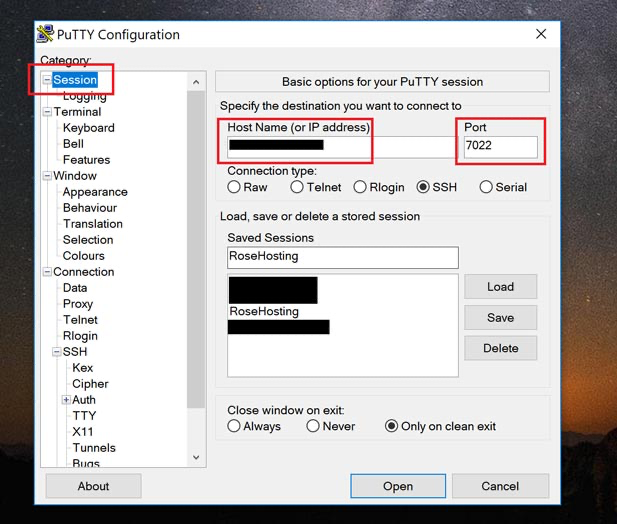 PuTTY Configuration
Category:
Session
Logging
Terminal
Keyboard
Bell
Features
Window
Appearance
Behaviour
Translation
Selection
Colours
Connection
Data
Proxy
Telnet
Rlogin
SSH
Kex
Cipher
Auth
TTY
X11
Tunnels
Bugs
Basic options for your PuTTY session
Specify the destination you want to connect to
Host Name (or IP address) Port
7022
Connection type:
Raw Telnet Rlogin SSH Serial
Load, save or delete a stored session
Saved Sessions
RoseHosting
RoseHosting
Load
Save
Delete
Close window on exit:
Always Never Only on clean exit
About Open Cancel